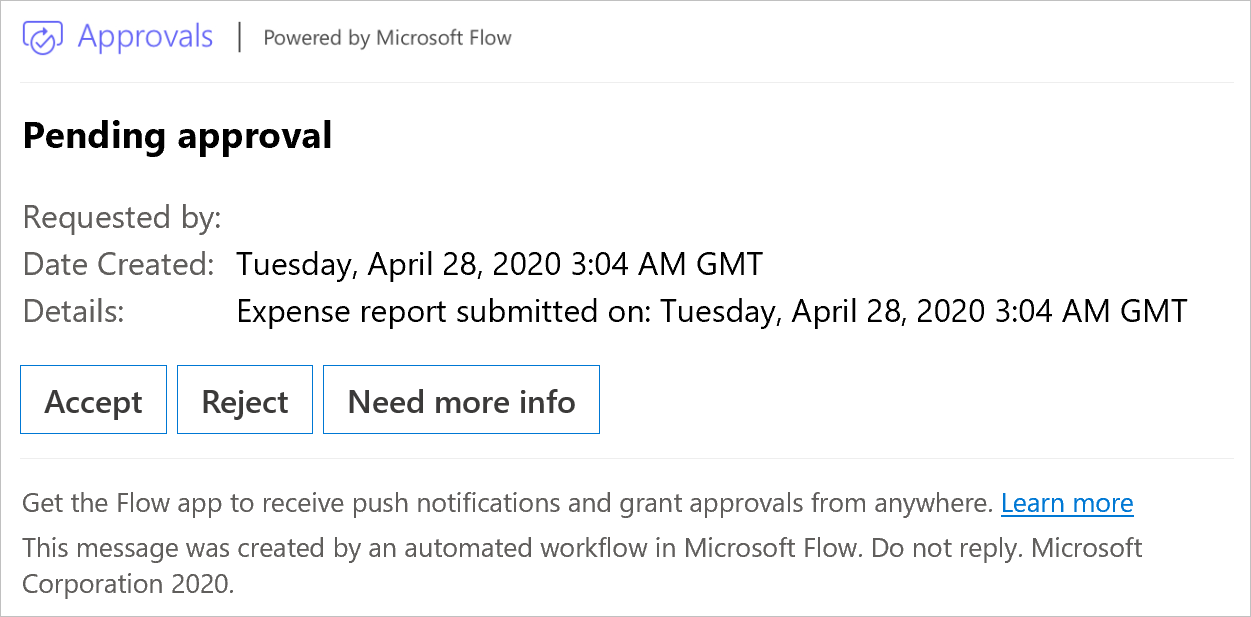 Approvals | Powered by Microsoft Flow
Pending approval
Requested by:
Date Created: Tuesday, April 28, 2020 3:04 AM GMT
Details: Expense report submitted on: Tuesday, April 28, 2020 3:04 AM GMT
Accept Reject Need more info
Get the Flow app to receive push notifications and grant approvals from anywhere. Learn more
This message was created by an automated workflow in Microsoft Flow. Do not reply. Microsoft
Corporation 2020.